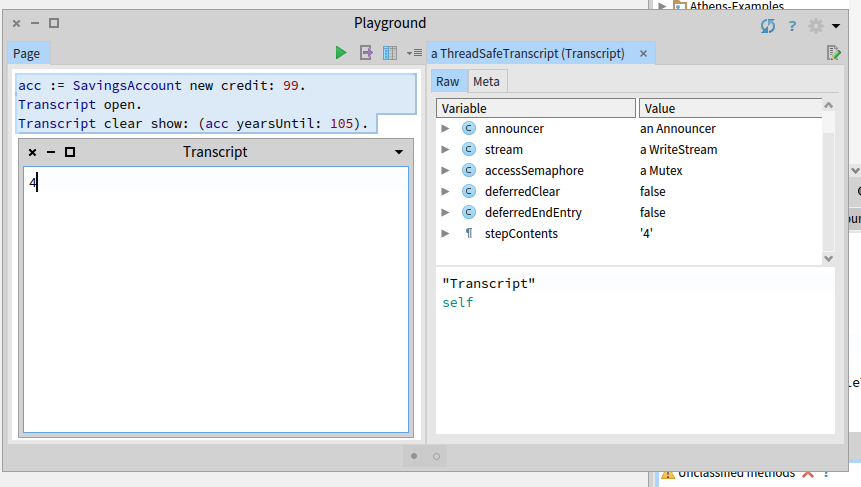 Athens-Examples
Playground
?
Page
a ThreadSafeTranscript (Transcript)
acc := SavingsAccount new credit: 99.
Transcript open.
Transcript clear show: (acc yearsUntil: 105).
Transcript
4
Raw Meta
Variable Value
C announcer an Announcer
C stream a WriteStream
C accessSemaphore a Mutex
C deferredClear false
C deferredEndEntry false
¶ stepContents '4'
"Transcript"
self
Unclassified methods
?